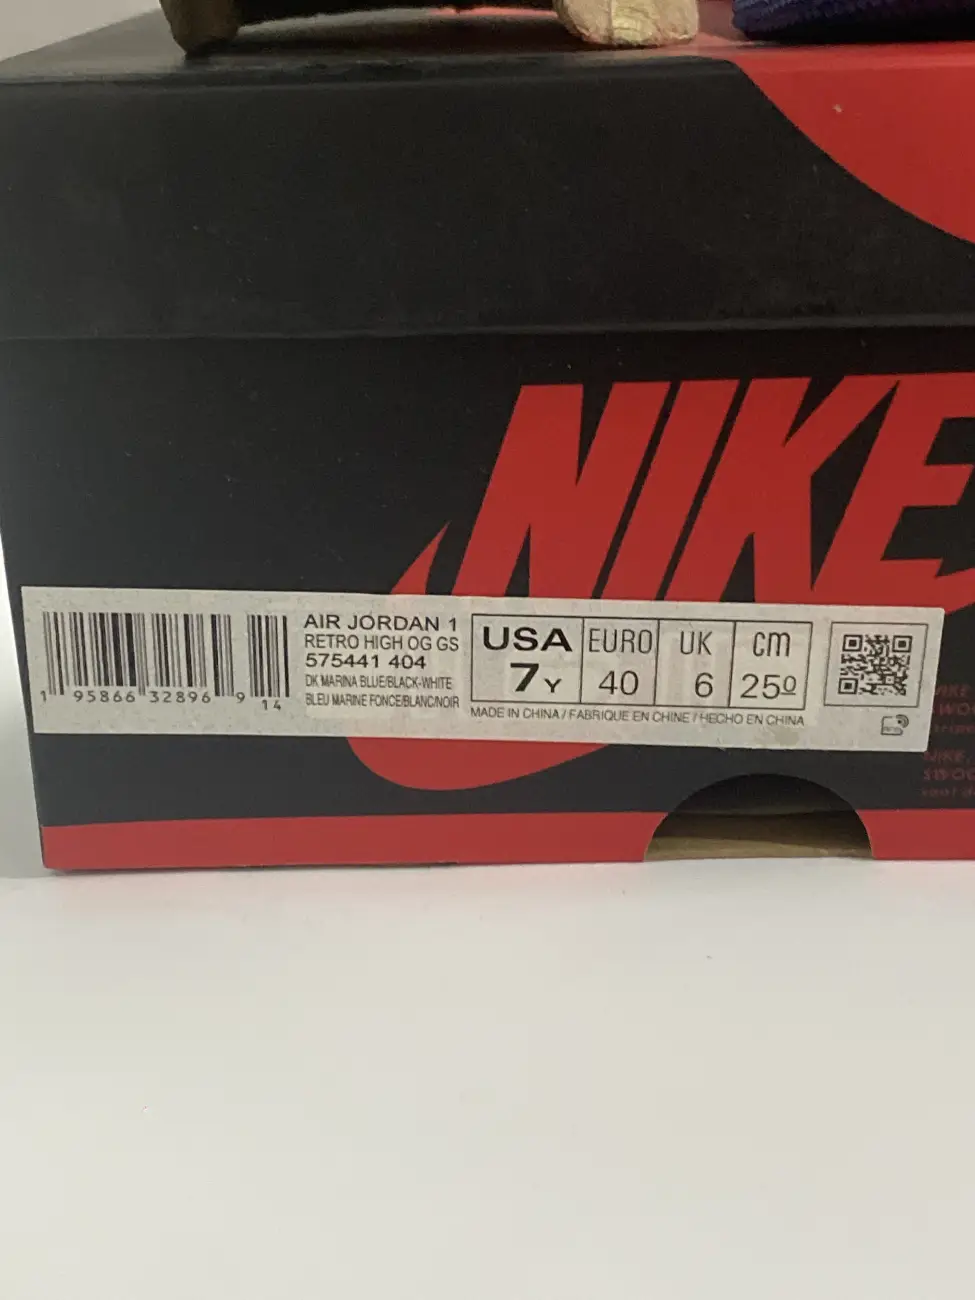 NIKE
AIR JORDAN 1
RETRO HIGH OG GS
575441 404
DK MARINA BLUE/BLACK-WHITE
BLEU MARINE FONCE/BLANC/NOIR
1 95866 32896 9 14
USA EURO UK cm
7 Y 40 6 25.0
MADE IN CHINA / FABRIQUE EN CHINE / HECHO EN CHINA